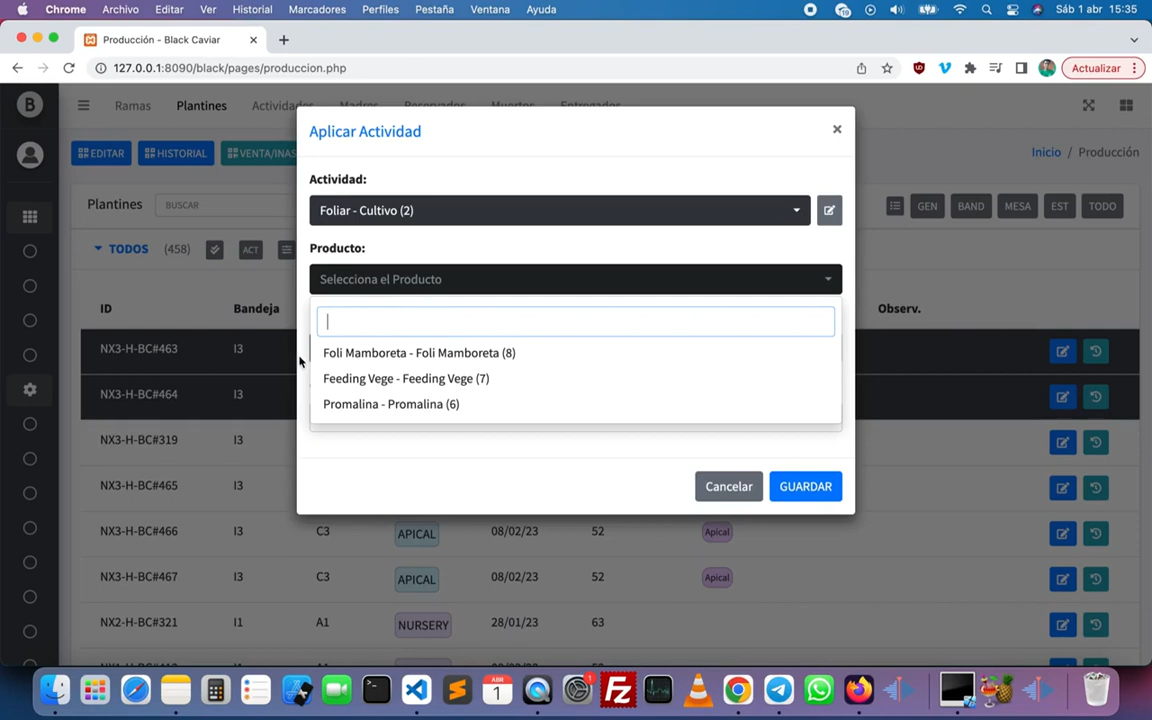 Chrome Archivo Editar Ver Historial Marcadores Perfiles Pestaña Ventana Ayuda Sáb 1 abr 15:35
Producción - Black Caviar
127.0.0.1:8090/black/pages/produccion.php Actualizar
B Ramas Plantines Actividades Madres Reservados Muertos Entregados
Aplicar Actividad ×
EDITAR HISTORIAL VENTA/INAS Inicio / Producción
Actividad:
Plantines BUSCAR Foliar - Cultivo (2) GEN BAND MESA EST TODO
TODOS (458) ACT Producto:
Selecciona el Producto
ID Bandeja Observ.
NX3-H-BC#463 I3 Foli Mamboreta - Foli Mamboreta (8)
Feeding Vege - Feeding Vege (7)
NX3-H-BC#464 I3 Promalina - Promalina (6)
NX3-H-BC#319 I3
NX3-H-BC#465 I3 Cancelar GUARDAR
NX3-H-BC#466 I3 C3 APICAL 08/02/23 52 Apical
NX3-H-BC#467 I3 C3 APICAL 08/02/23 52 Apical
NX2-H-BC#321 I1 A1 NURSERY 28/01/23 63
ABR
1
1